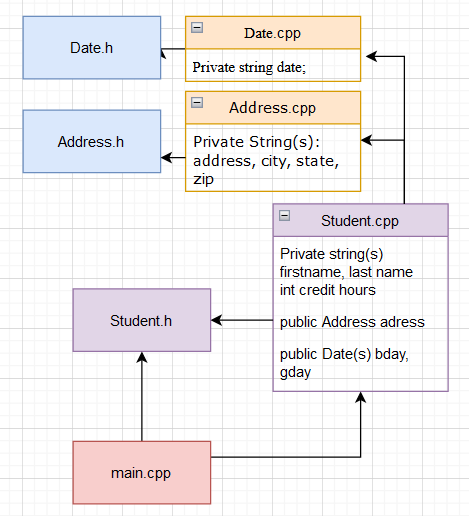 Date.h
Date.cpp
Private string date;
Address.h
Address.cpp
Private String(s):
address, city, state,
zip
Student.cpp
Private string(s)
firstname, last name
int credit hours
public Address adress
public Date(s) bday,
gday
Student.h
main.cpp